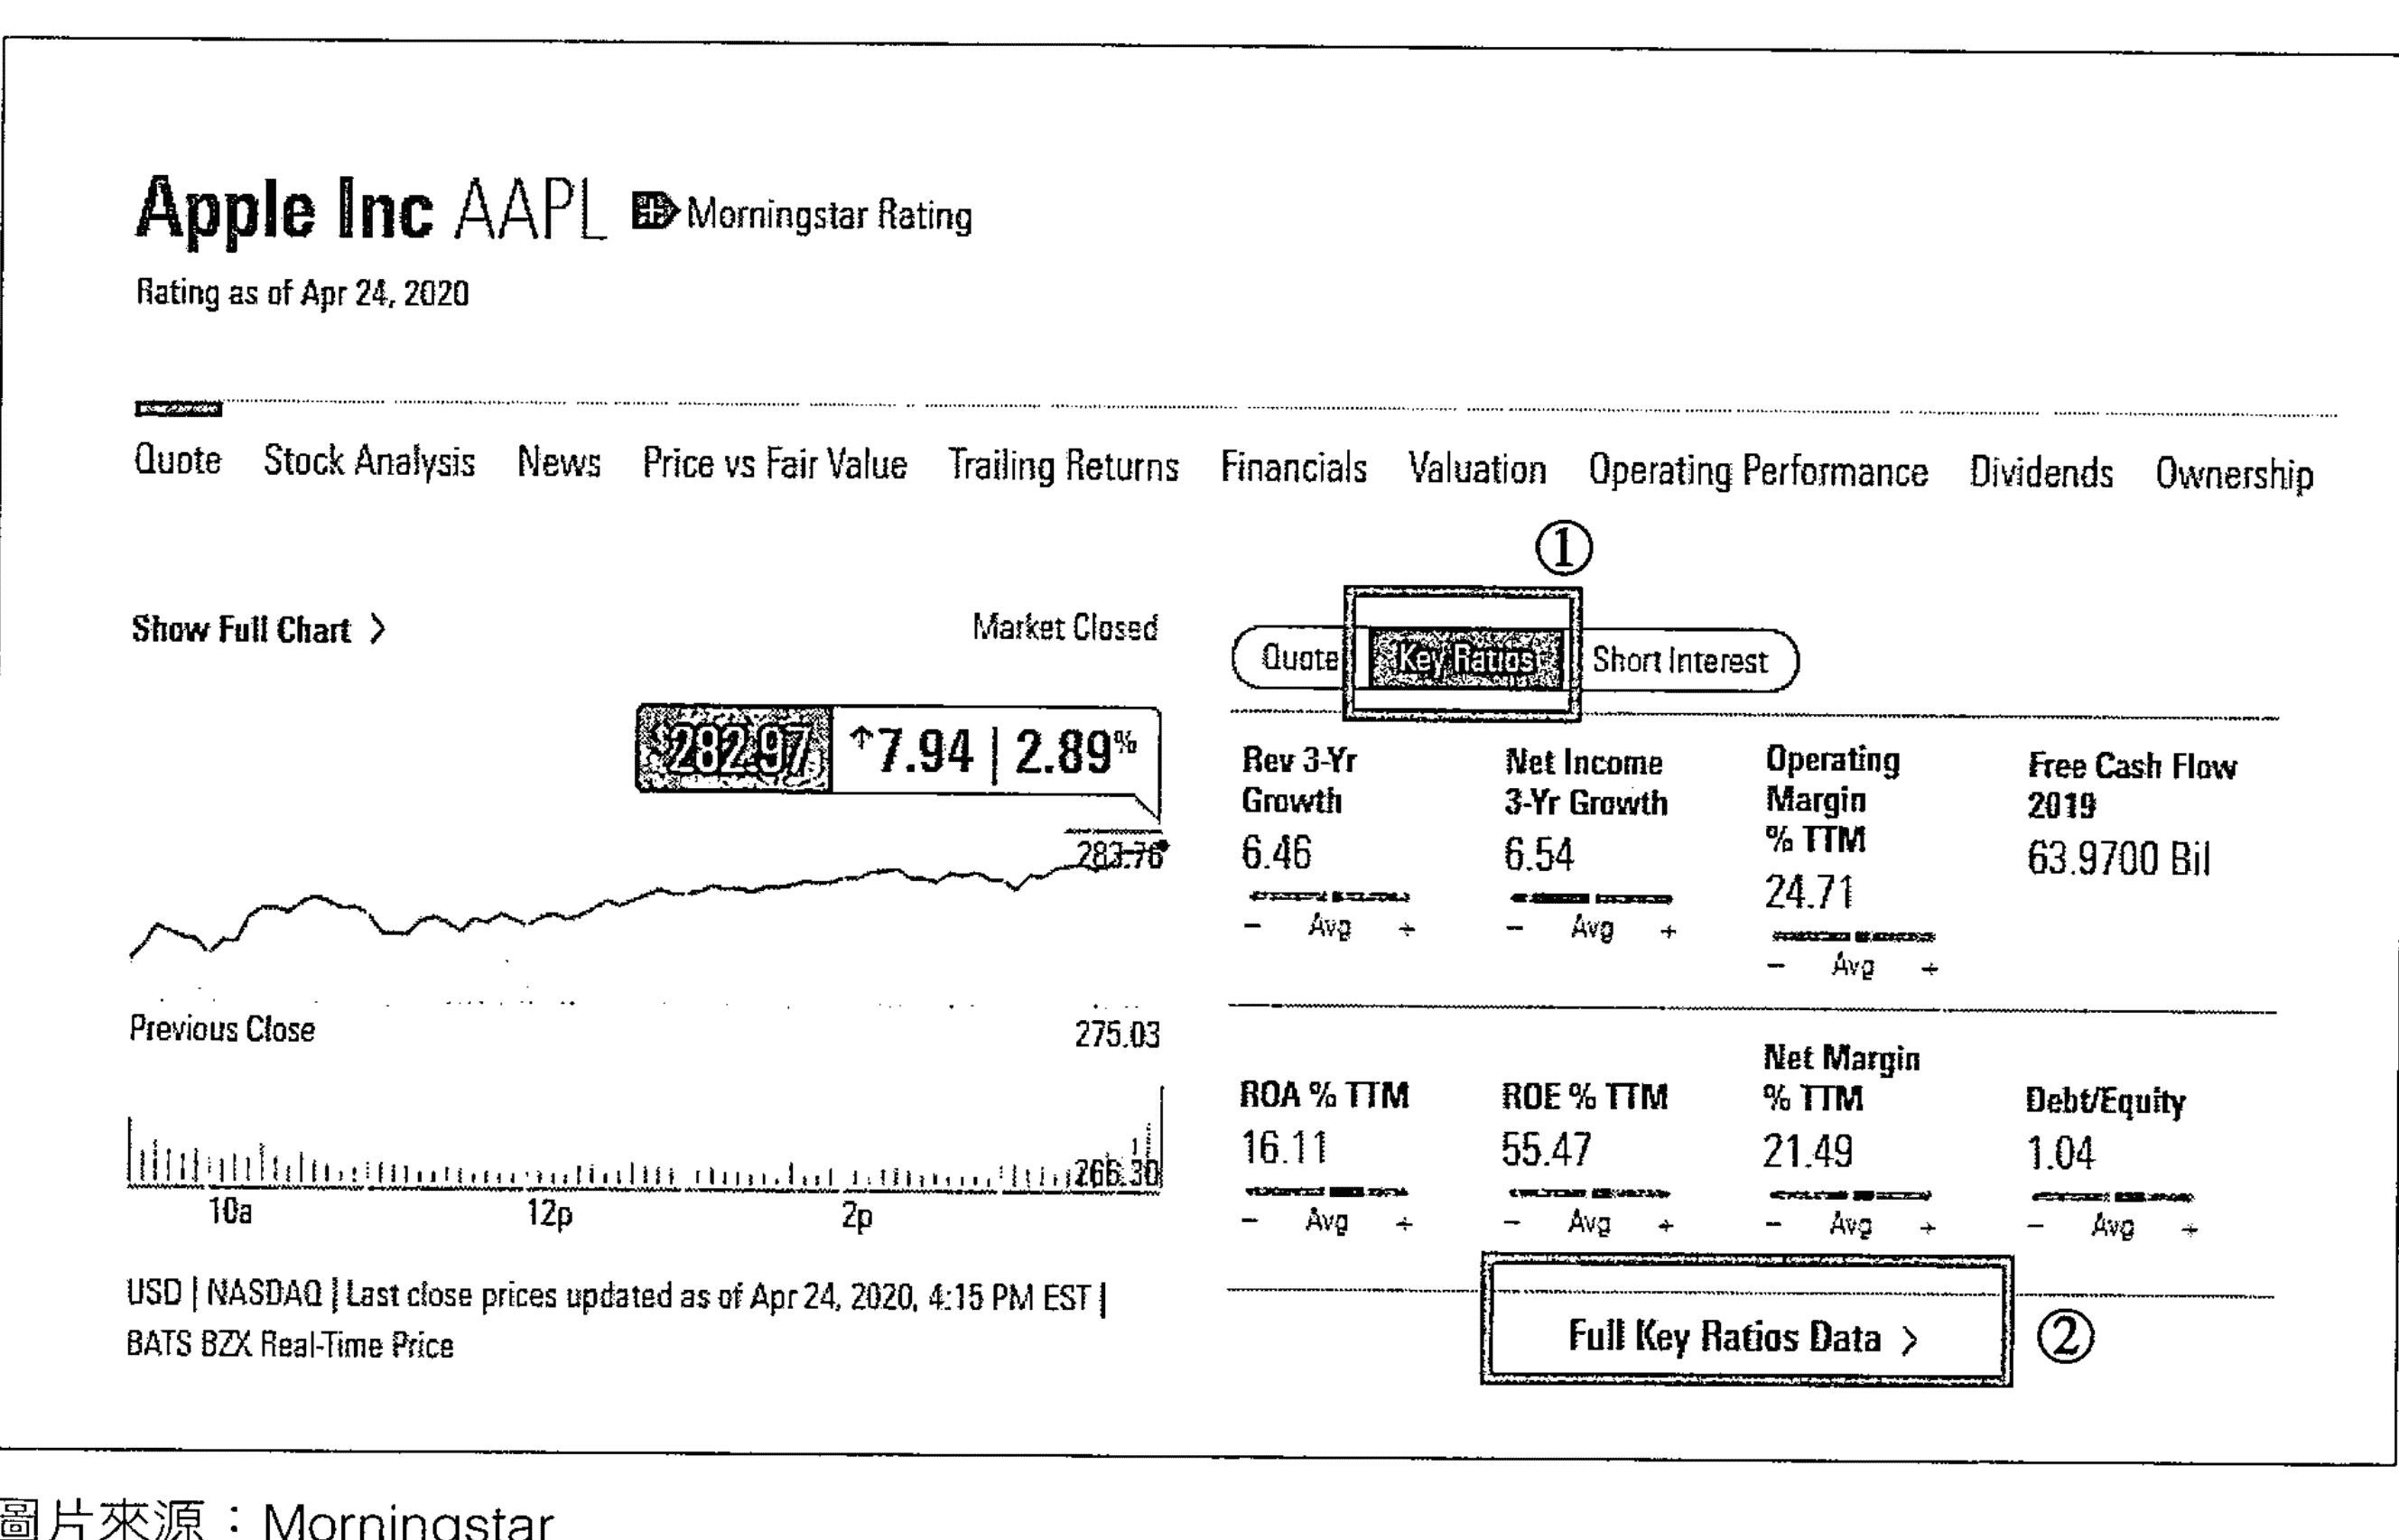 Apple Inc AAPL Morningstar Rating
Rating as of Apr 24, 2020
Quote Stock Analysis News Price vs Fair Value Trailing Returns Financials Valuation Operating Performance Dividends Ownership
①
Show Full Chart >
Market Closed
Quote Key Ratios Short Interest
$282.97 ↑7.94 | 2.89%
283.76
Previous Close 275.03
266.30
10a 12p 2p
USD | NASDAQ | Last close prices updated as of Apr 24, 2020, 4:15 PM EST |
BATS BZX Real-Time Price
Rev 3-Yr
Growth
6.46
– Avg +
Net Income
3-Yr Growth
6.54
– Avg +
Operating
Margin
% TTM
24.71
– Avg +
Free Cash Flow
2019
63.9700 Bil
ROA % TTM
16.11
– Avg +
ROE % TTM
55.47
– Avg +
Net Margin
% TTM
21.49
– Avg +
Debt/Equity
1.04
– Avg +
Full Key Ratios Data >
②
圖片來源：Morningstar